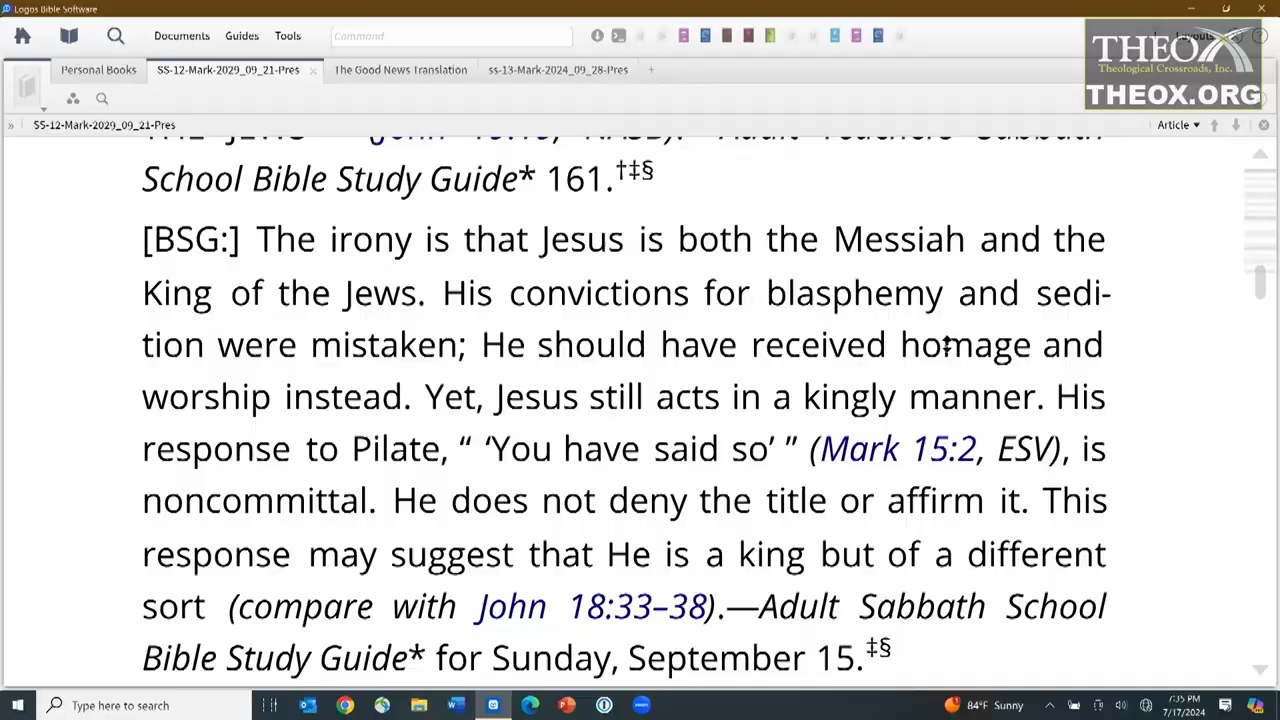 Logos Bible Software
Documents Guides Tools Command
THEOX
Theological Crossroads, Inc.
THEOX.ORG
Personal Books SS-12-Mark-2029_09_21-Pres The Good News Translation ss-1-Mark-2024_09_28-Pres
SS-12-Mark-2029_09_21-Pres Article
School Bible Study Guide* 161.†‡§
[BSG:] The irony is that Jesus is both the Messiah and the
King of the Jews. His convictions for blasphemy and sedi-
tion were mistaken; He should have received homage and
worship instead. Yet, Jesus still acts in a kingly manner. His
response to Pilate, “ ‘You have said so’ ” (Mark 15:2, ESV), is
noncommittal. He does not deny the title or affirm it. This
response may suggest that He is a king but of a different
sort (compare with John 18:33–38).—Adult Sabbath School
Bible Study Guide* for Sunday, September 15.‡§
Type here to search 84°F Sunny 7:35 PM
7/17/2024